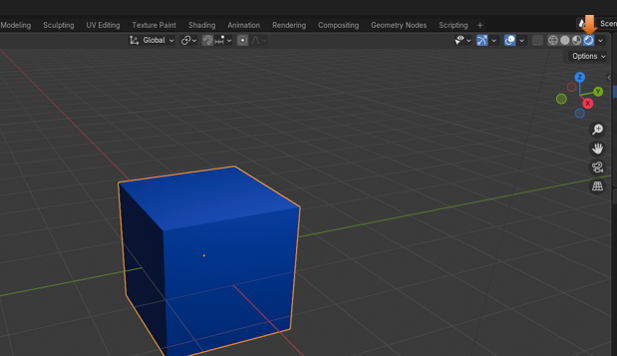 Modeling Sculpting UV Editing Texture Paint Shading Animation Rendering Compositing Geometry Nodes Scripting + Scen
Global
Options
Z
Y
X